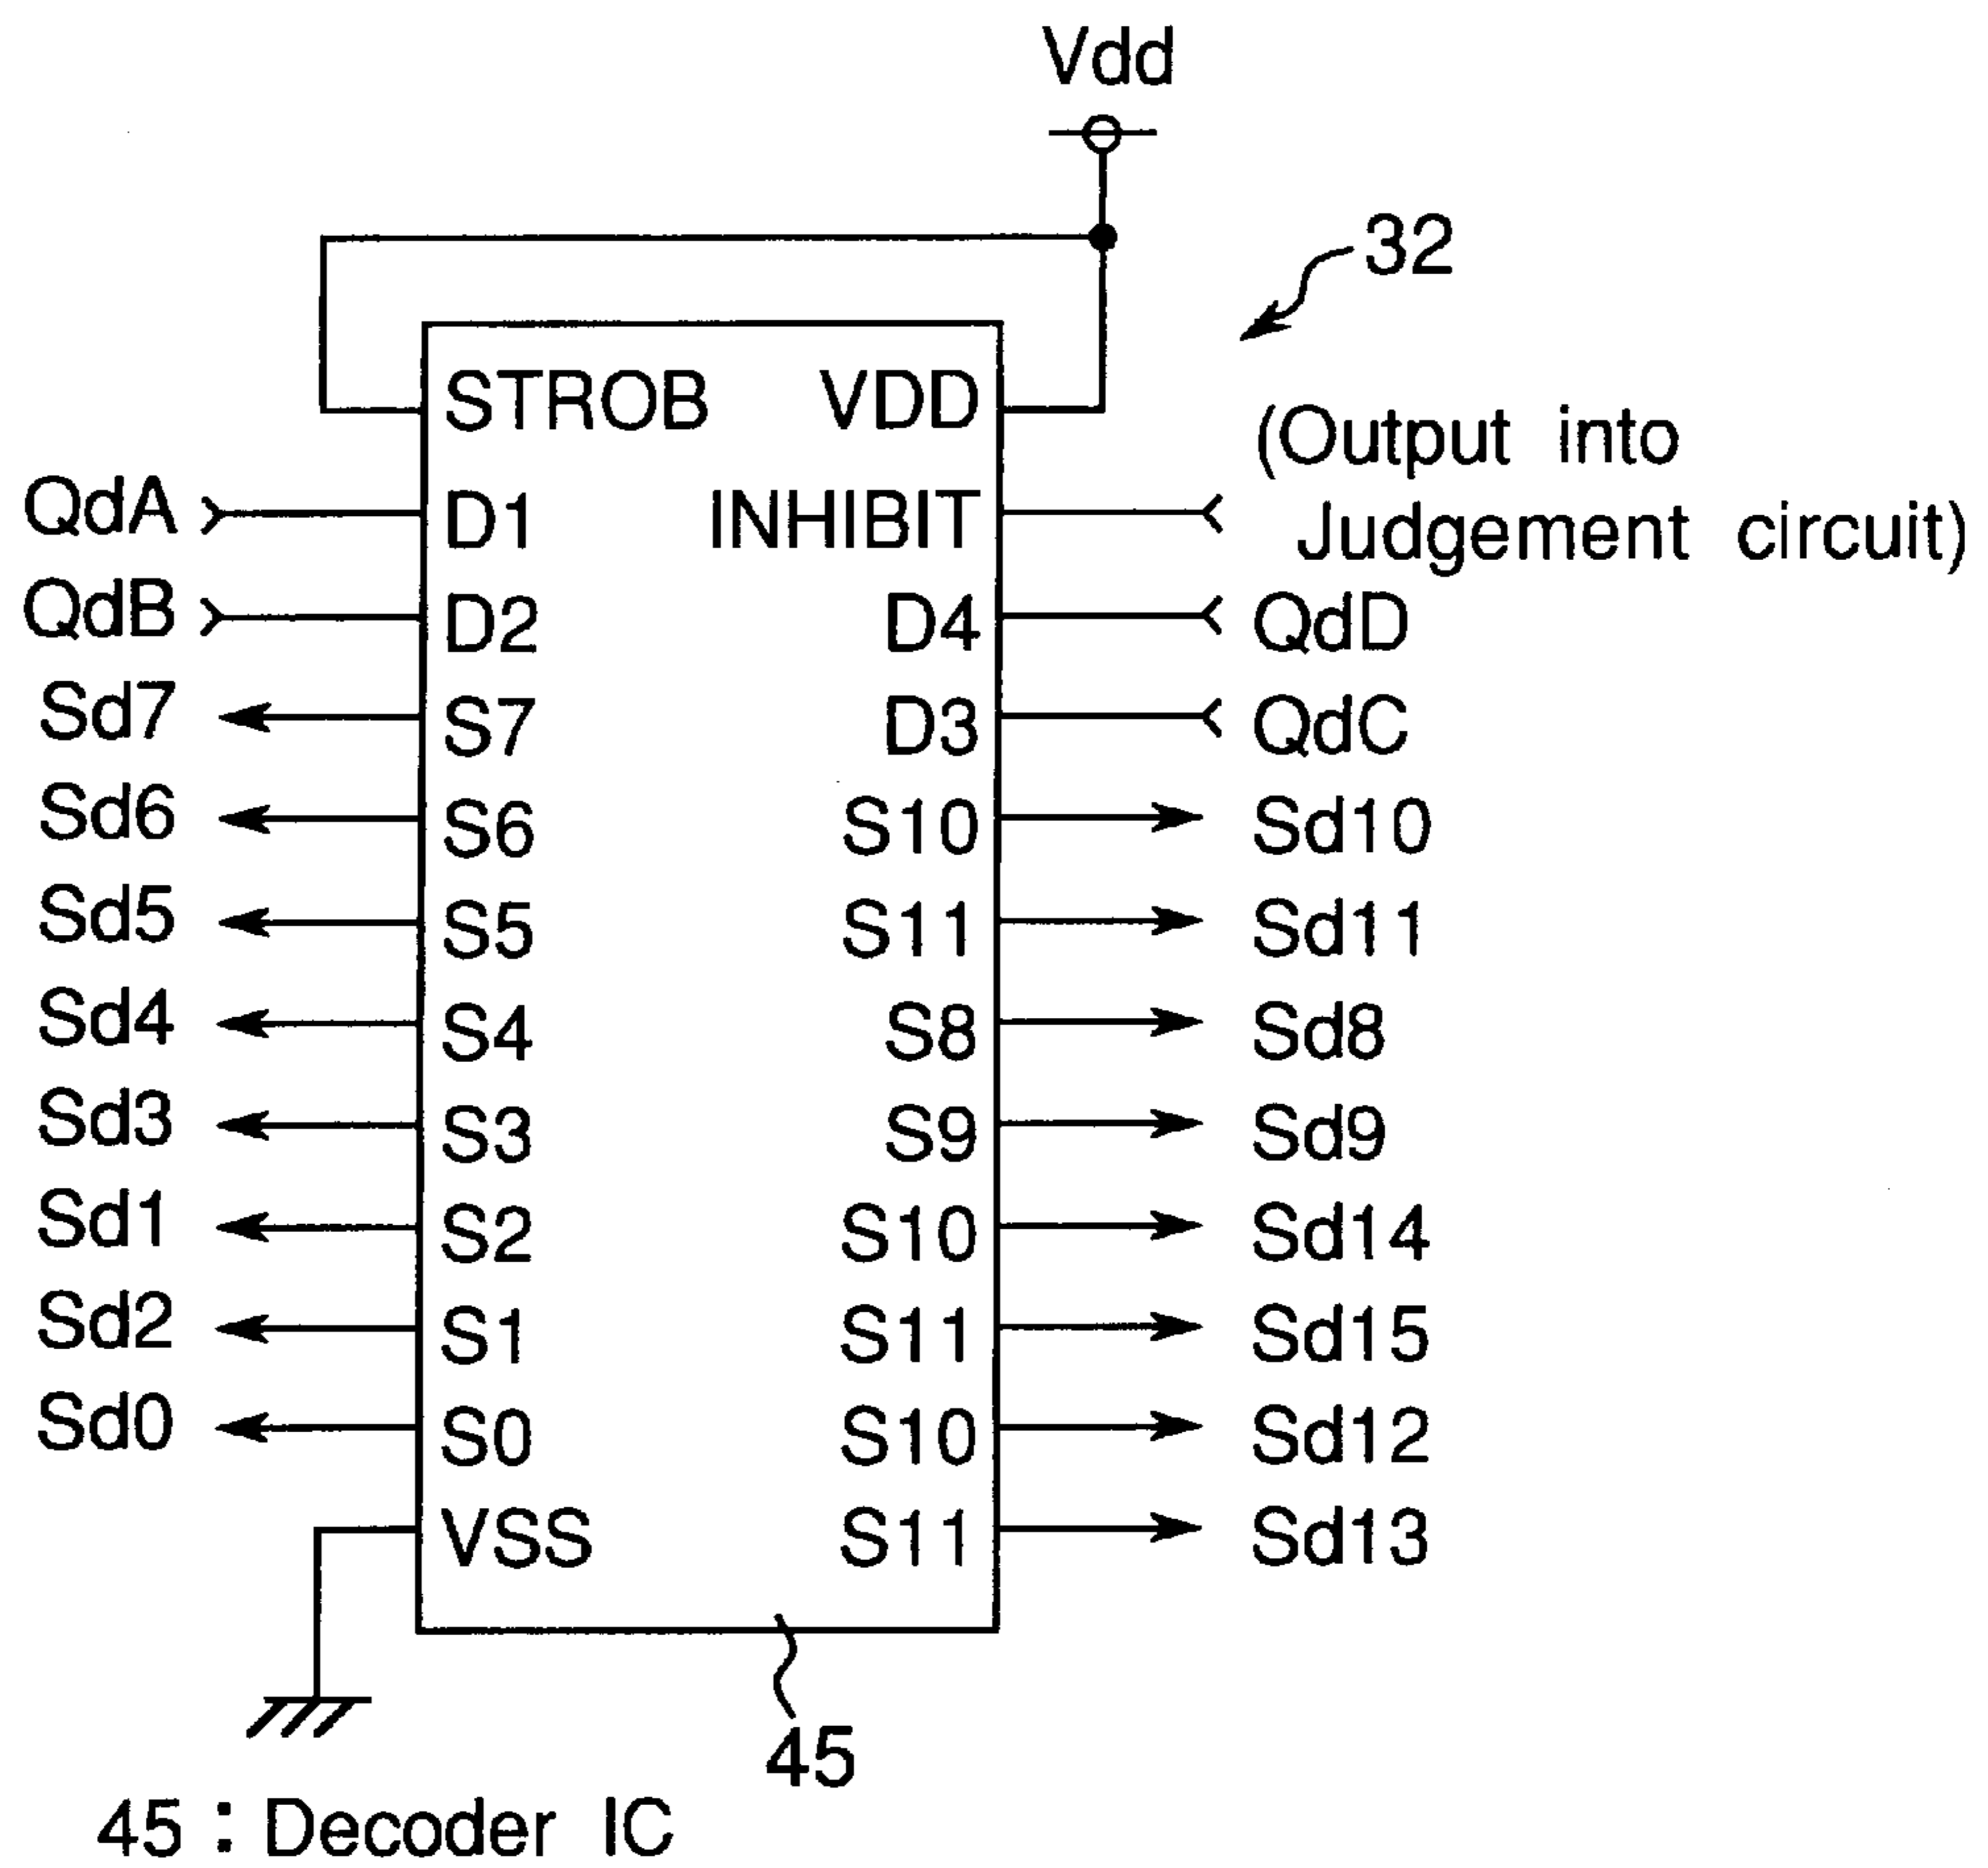 Vdd
32
STROB VDD
(Output into
QdA D1 INHIBIT Judgement circuit)
QdB D2 D4 QdD
Sd7 S7 D3 QdC
Sd6 S6 S10 Sd10
Sd5 S5 S11 Sd11
Sd4 S4 S8 Sd8
Sd3 S3 S9 Sd9
Sd1 S2 S10 Sd14
Sd2 S1 S11 Sd15
Sd0 S0 S10 Sd12
VSS S11 Sd13
45
45 : Decoder IC